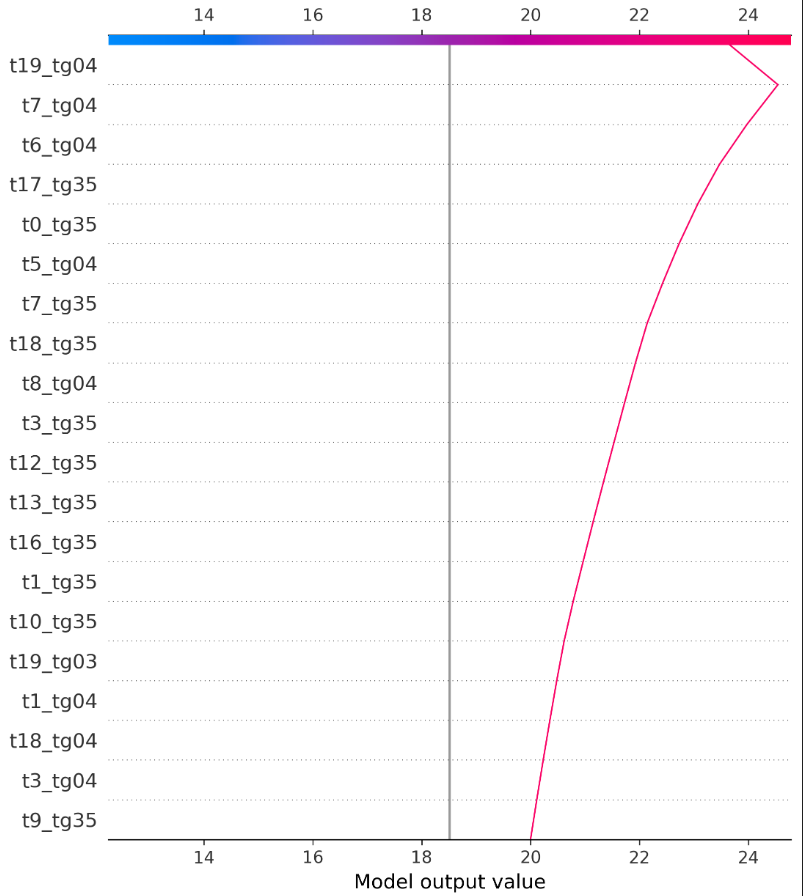 14 16 18 20 22 24
t19_tg04
t7_tg04
t6_tg04
t17_tg35
t0_tg35
t5_tg04
t7_tg35
t18_tg35
t8_tg04
t3_tg35
t12_tg35
t13_tg35
t16_tg35
t1_tg35
t10_tg35
t19_tg03
t1_tg04
t18_tg04
t3_tg04
t9_tg35
14 16 18 20 22 24
Model output value